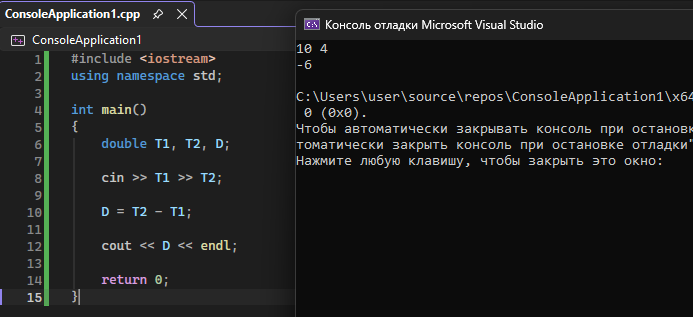 ConsoleApplication1.cpp
ConsoleApplication1
1 #include <iostream>
2 using namespace std;
3
4 int main()
5 {
6 double T1, T2, D;
7
8 cin >> T1 >> T2;
9
10 D = T2 - T1;
11
12 cout << D << endl;
13
14 return 0;
15 }
Консоль отладки Microsoft Visual Studio
10 4
-6
C:\Users\user\source\repos\ConsoleApplication1\x64
0 (0x0).
Чтобы автоматически закрывать консоль при остановк
томатически закрыть консоль при остановке отладки"
Нажмите любую клавишу, чтобы закрыть это окно: